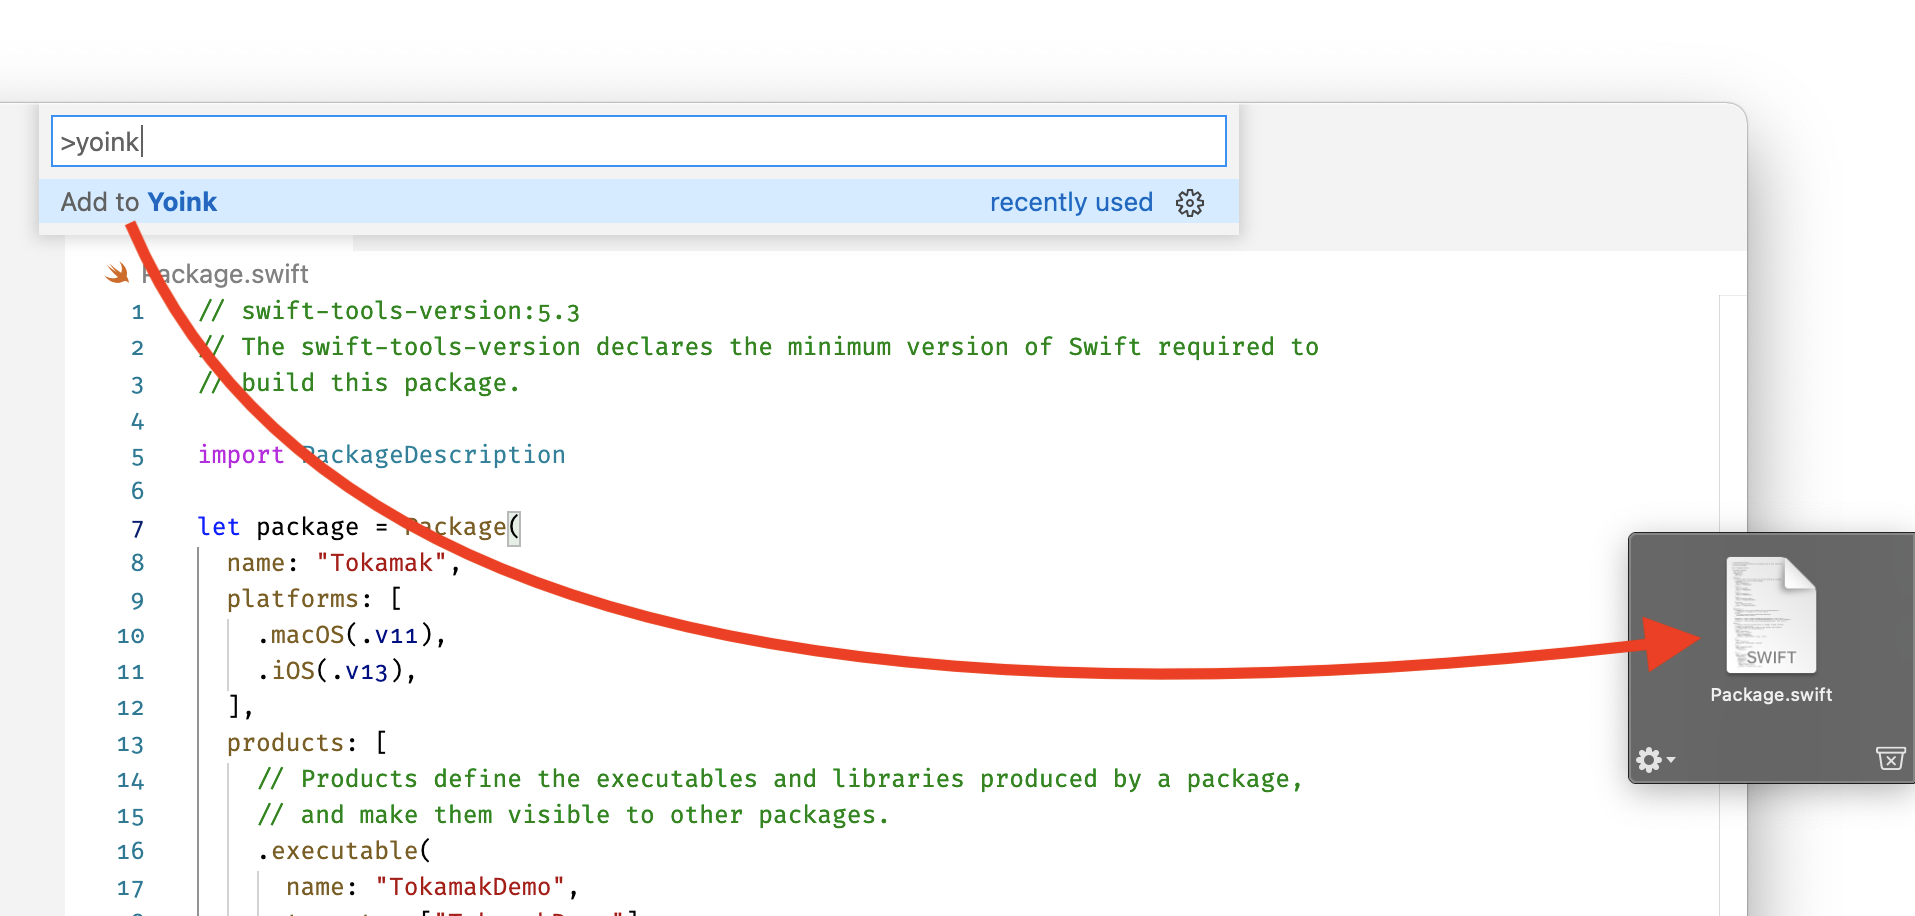 >yoink
Add to Yoink recently used
Package.swift
1 // swift-tools-version:5.3
2 // The swift-tools-version declares the minimum version of Swift required to
3 // build this package.
4
5 import PackageDescription
6
7 let package = Package(
8 name: "Tokamak",
9 platforms: [
10 .macOS(.v11),
11 .iOS(.v13),
12 ],
13 products: [
14 // Products define the executables and libraries produced by a package,
15 // and make them visible to other packages.
16 .executable(
17 name: "TokamakDemo",
SWIFT
Package.swift